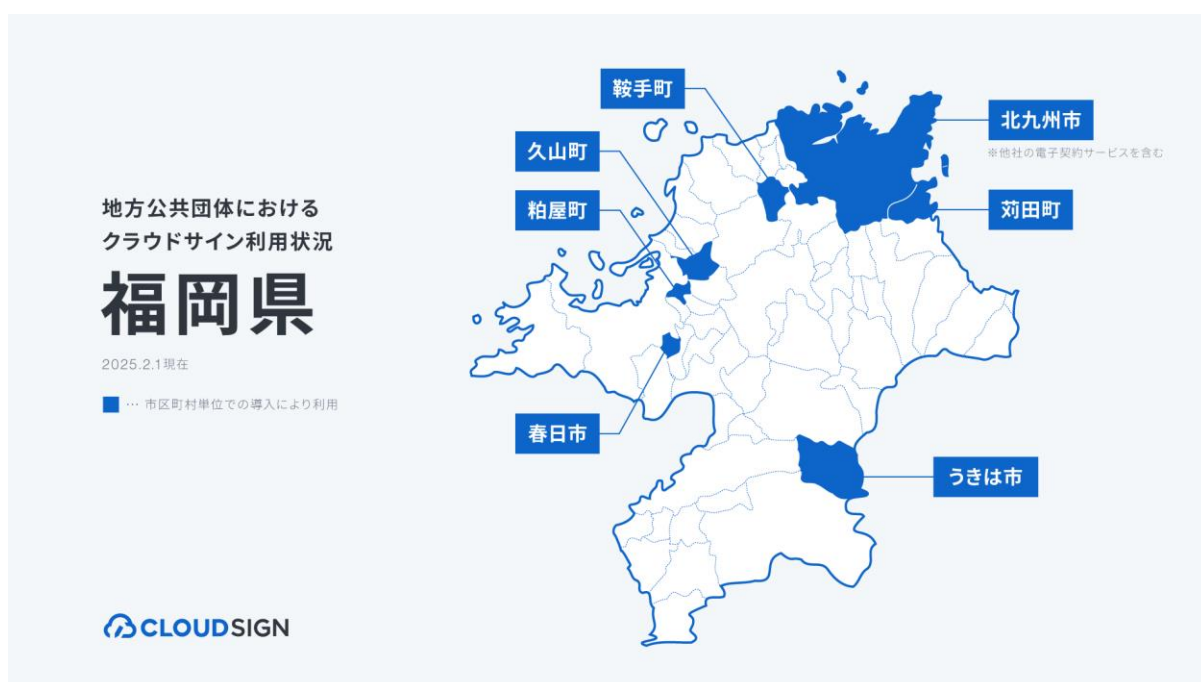 地方公共団体における
クラウドサイン利用状況
福岡県
2025.2.1現在
… 市区町村単位での導入により利用
CLOUDSIGN
鞍手町
久山町
粕屋町
春日市
北九州市
※他社の電子契約サービスを含む
苅田町
うきは市